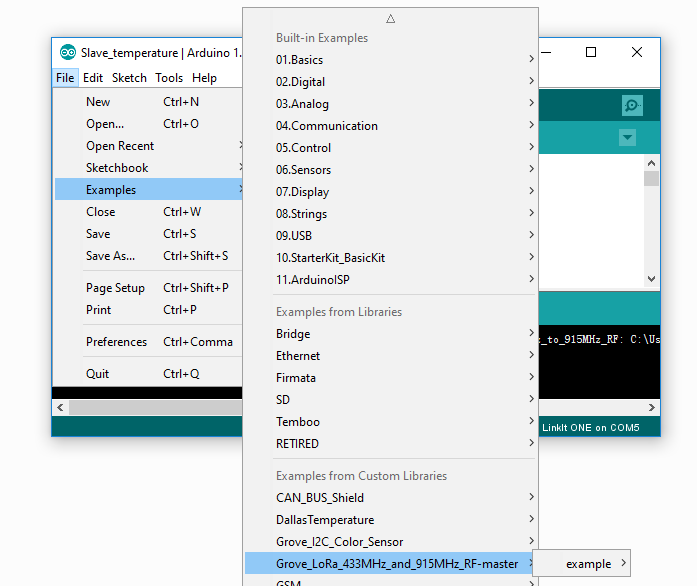 Slave_temperature | Arduino 1.
File Edit Sketch Tools Help
New Ctrl+N
Open... Ctrl+O
Open Recent
Sketchbook
Examples
Close Ctrl+W
Save Ctrl+S
Save As... Ctrl+Shift+S
Page Setup Ctrl+Shift+P
Print Ctrl+P
Preferences Ctrl+Comma
Quit Ctrl+Q
Built-in Examples
01.Basics
02.Digital
03.Analog
04.Communication
05.Control
06.Sensors
07.Display
08.Strings
09.USB
10.StarterKit_BasicKit
11.ArduinoISP
Examples from Libraries
Bridge
Ethernet
Firmata
SD
Temboo
RETIRED
Examples from Custom Libraries
CAN_BUS_Shield
DallasTemperature
Grove_I2C_Color_Sensor
Grove_LoRa_433MHz_and_915MHz_RF-master
GSM
example
_to_915MHz_RF: C:\Us
LinkIt ONE on COM5